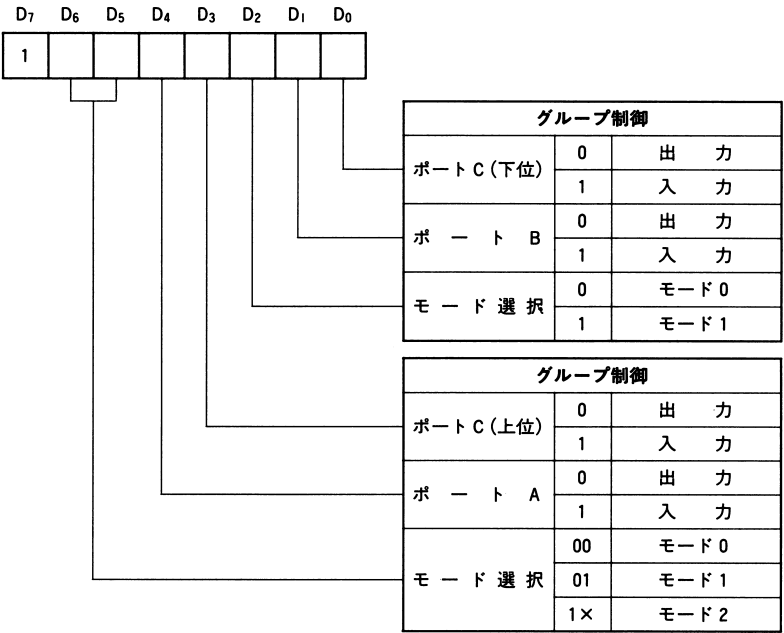 D₇ D₆ D₅ D₄ D₃ D₂ D₁ D₀
1
グループ制御
ポートC(下位) 0 出 力
1 入 力
ポ ー ト B 0 出 力
1 入 力
モ ー ド 選 択 0 モード0
1 モード1
グループ制御
ポートC(上位) 0 出 力
1 入 力
ポ ー ト A 0 出 力
1 入 力
モ ー ド 選 択 00 モード0
01 モード1
1× モード2